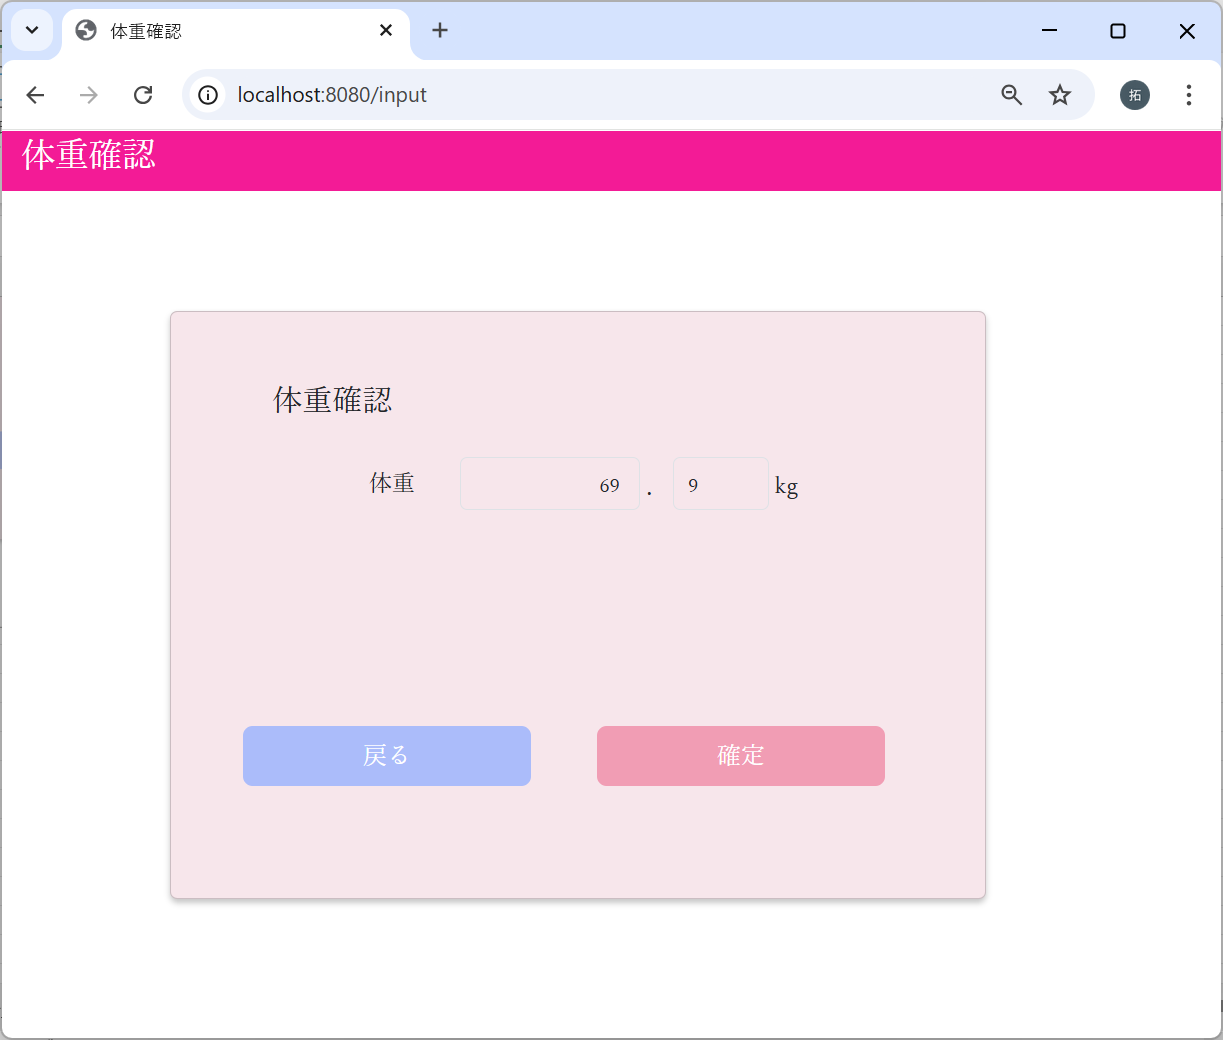 体重確認
localhost:8080/input
拓
体重確認
体重確認
体重 69 . 9 kg
戻る 確定